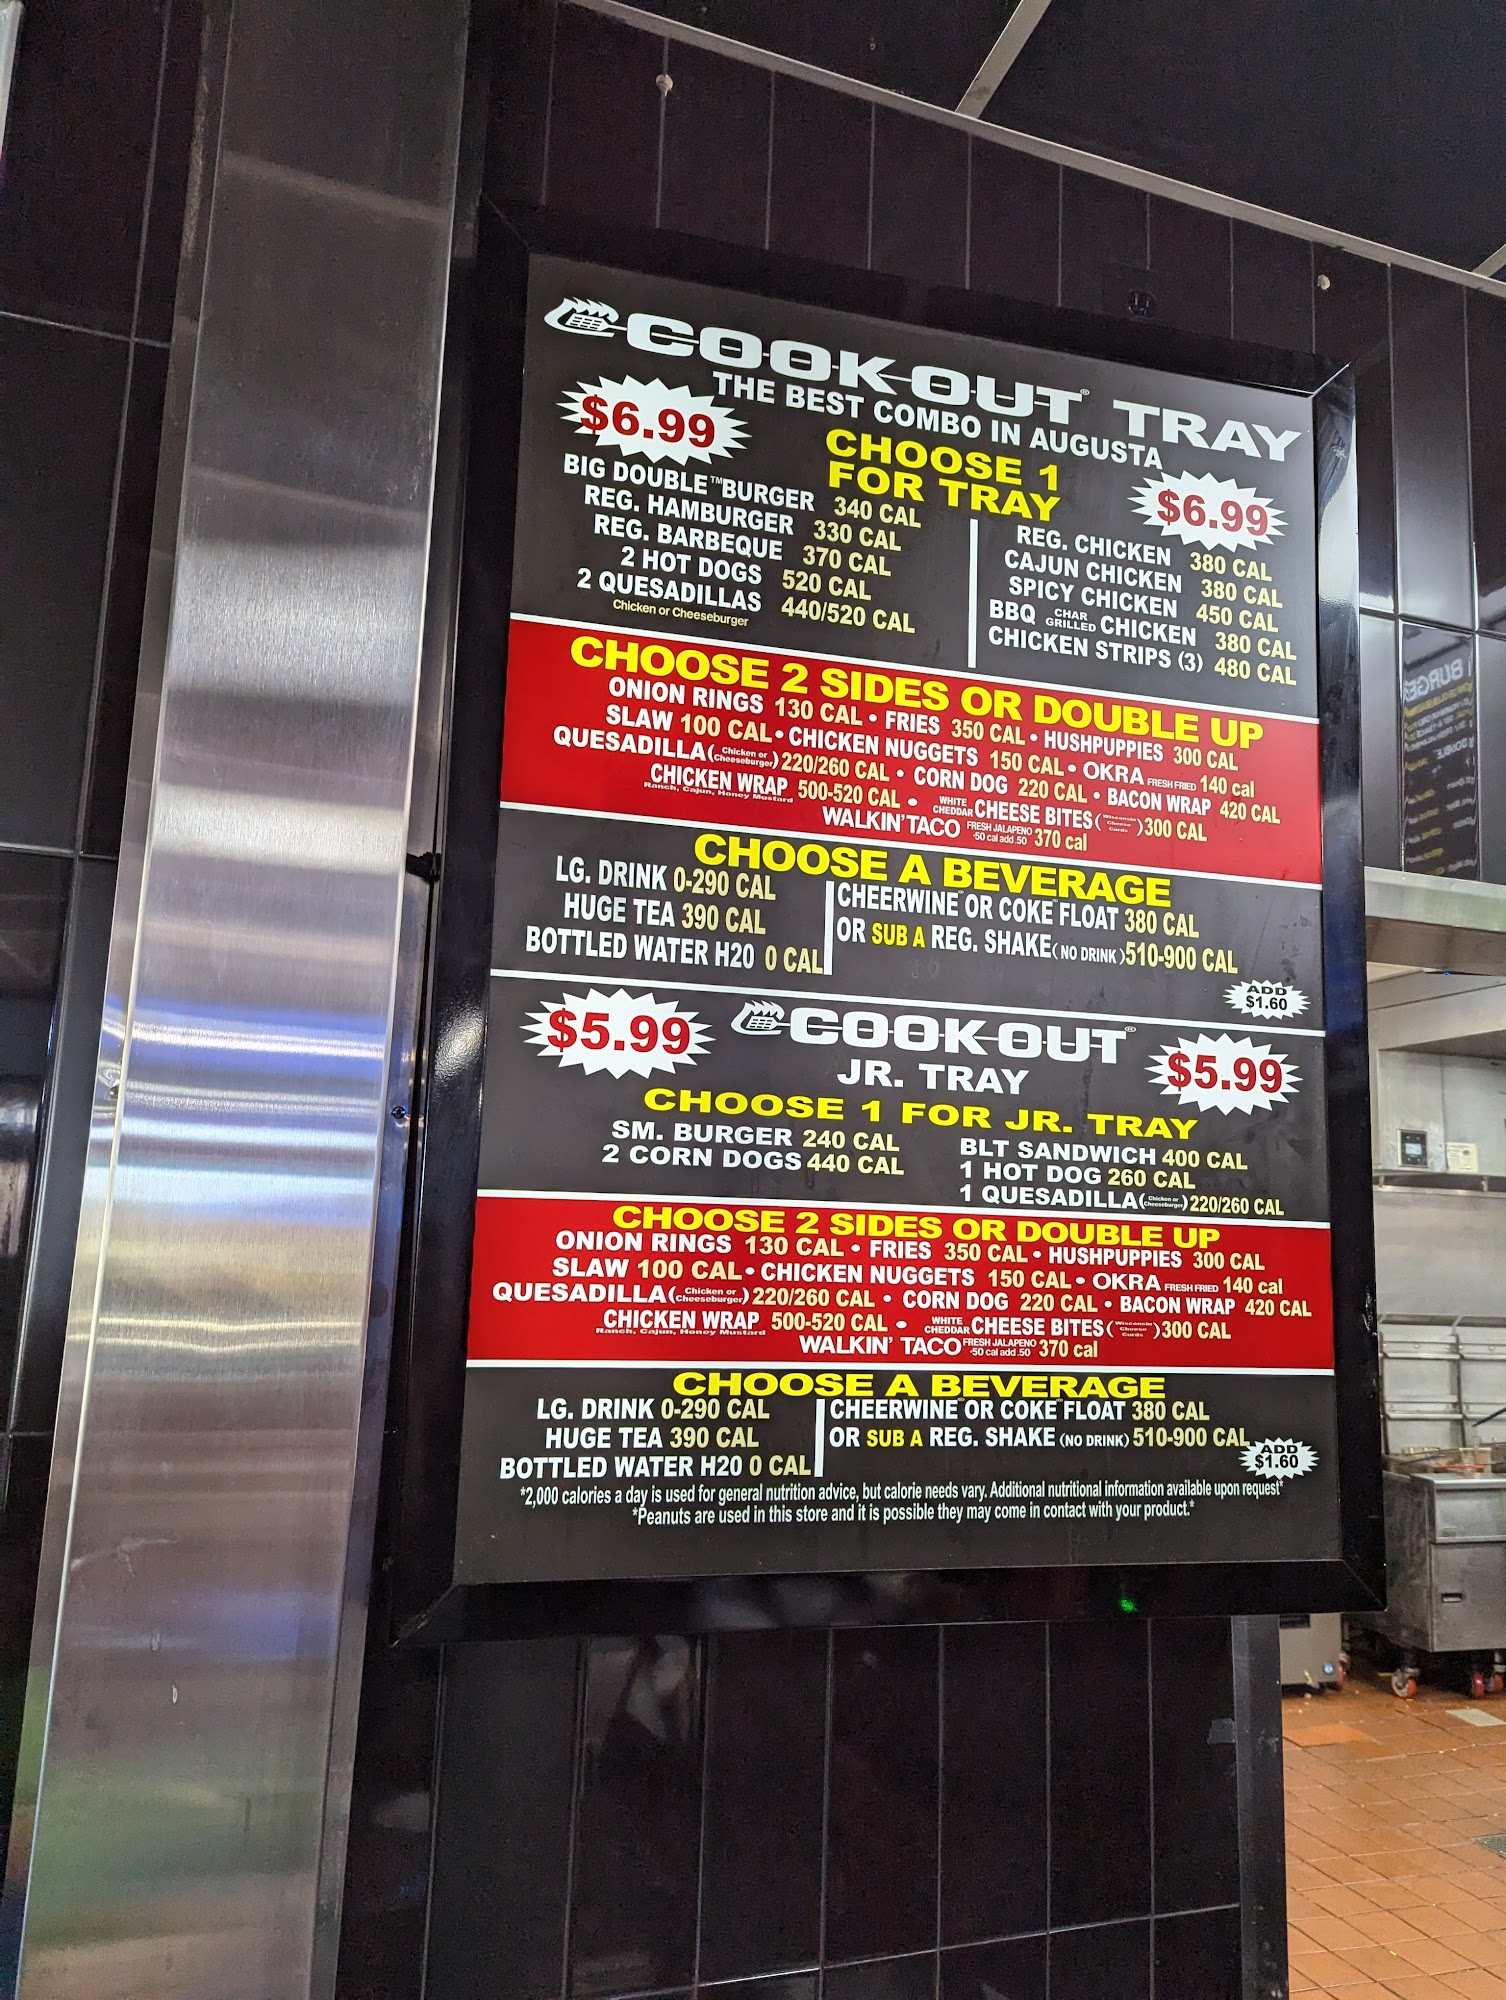 COOK-OUT® TRAY
THE BEST COMBO IN AUGUSTA
$6.99
CHOOSE 1
FOR TRAY
$6.99
BIG DOUBLE™BURGER 340 CAL
REG. HAMBURGER 330 CAL
REG. BARBEQUE 370 CAL
2 HOT DOGS 520 CAL
2 QUESADILLAS 440/520 CAL
Chicken or Cheeseburger
REG. CHICKEN 380 CAL
CAJUN CHICKEN 380 CAL
SPICY CHICKEN 450 CAL
BBQ CHAR GRILLED CHICKEN 380 CAL
CHICKEN STRIPS (3) 480 CAL
CHOOSE 2 SIDES OR DOUBLE UP
ONION RINGS 130 CAL • FRIES 350 CAL • HUSHPUPPIES 300 CAL
SLAW 100 CAL • CHICKEN NUGGETS 150 CAL • OKRA FRESH FRIED 140 cal
QUESADILLA (Chicken or Cheeseburger) 220/260 CAL • CORN DOG 220 CAL • BACON WRAP 420 CAL
CHICKEN WRAP 500-520 CAL • WHITE CHEDDAR CHEESE BITES (Wisconsin Cheese Curds) 300 CAL
Ranch, Cajun, Honey Mustard
WALKIN' TACO FRESH JALAPENO 50 cal add .50 370 cal
CHOOSE A BEVERAGE
LG. DRINK 0-290 CAL
HUGE TEA 390 CAL
BOTTLED WATER H20 0 CAL
CHEERWINE OR COKE FLOAT 380 CAL
OR SUB A REG. SHAKE (NO DRINK) 510-900 CAL
ADD
$1.60
$5.99
COOK-OUT®
JR. TRAY
$5.99
CHOOSE 1 FOR JR. TRAY
SM. BURGER 240 CAL
2 CORN DOGS 440 CAL
BLT SANDWICH 400 CAL
1 HOT DOG 260 CAL
1 QUESADILLA (Chicken or Cheeseburger) 220/260 CAL
CHOOSE 2 SIDES OR DOUBLE UP
ONION RINGS 130 CAL • FRIES 350 CAL • HUSHPUPPIES 300 CAL
SLAW 100 CAL • CHICKEN NUGGETS 150 CAL • OKRA FRESH FRIED 140 cal
QUESADILLA (Chicken or Cheeseburger) 220/260 CAL • CORN DOG 220 CAL • BACON WRAP 420 CAL
CHICKEN WRAP 500-520 CAL • WHITE CHEDDAR CHEESE BITES (Wisconsin Cheese Curds) 300 CAL
Ranch, Cajun, Honey Mustard
WALKIN' TACO FRESH JALAPENO 50 cal add .50 370 cal
CHOOSE A BEVERAGE
LG. DRINK 0-290 CAL
HUGE TEA 390 CAL
BOTTLED WATER H20 0 CAL
CHEERWINE OR COKE FLOAT 380 CAL
OR SUB A REG. SHAKE (NO DRINK) 510-900 CAL
ADD
$1.60
*2,000 calories a day is used for general nutrition advice, but calorie needs vary. Additional nutritional information available upon request*
*Peanuts are used in this store and it is possible they may come in contact with your product.*